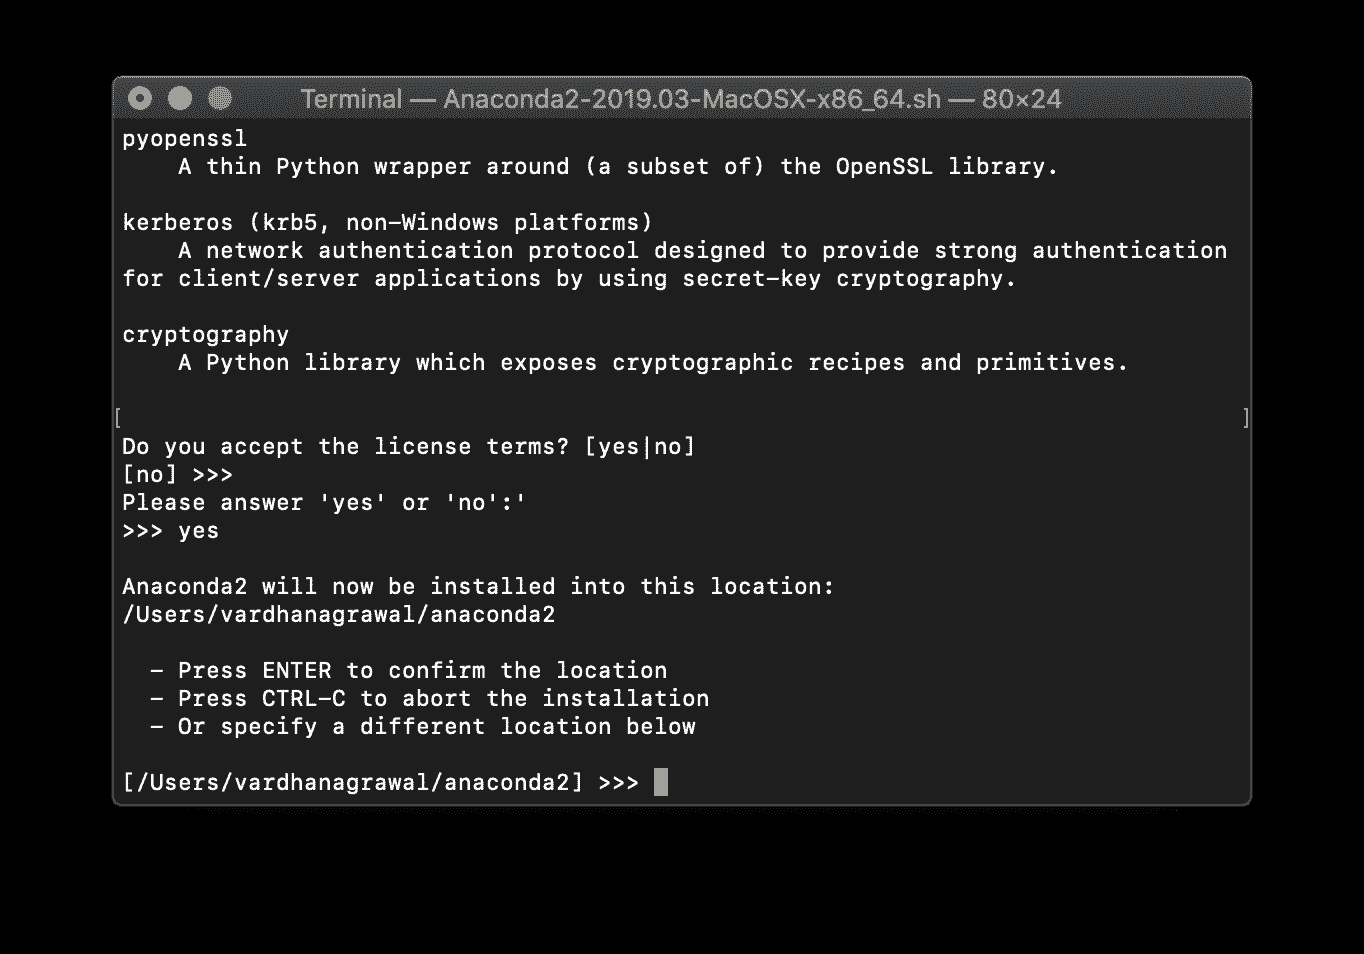 Terminal — Anaconda2-2019.03-MacOSX-x86_64.sh — 80×24
pyopenssl
A thin Python wrapper around (a subset of) the OpenSSL library.
kerberos (krb5, non-Windows platforms)
A network authentication protocol designed to provide strong authentication
for client/server applications by using secret-key cryptography.
cryptography
A Python library which exposes cryptographic recipes and primitives.
[ ]
Do you accept the license terms? [yes|no]
[no] >>>
Please answer 'yes' or 'no':'
>>> yes
Anaconda2 will now be installed into this location:
/Users/vardhanagrawal/anaconda2
- Press ENTER to confirm the location
- Press CTRL-C to abort the installation
- Or specify a different location below
[/Users/vardhanagrawal/anaconda2] >>>